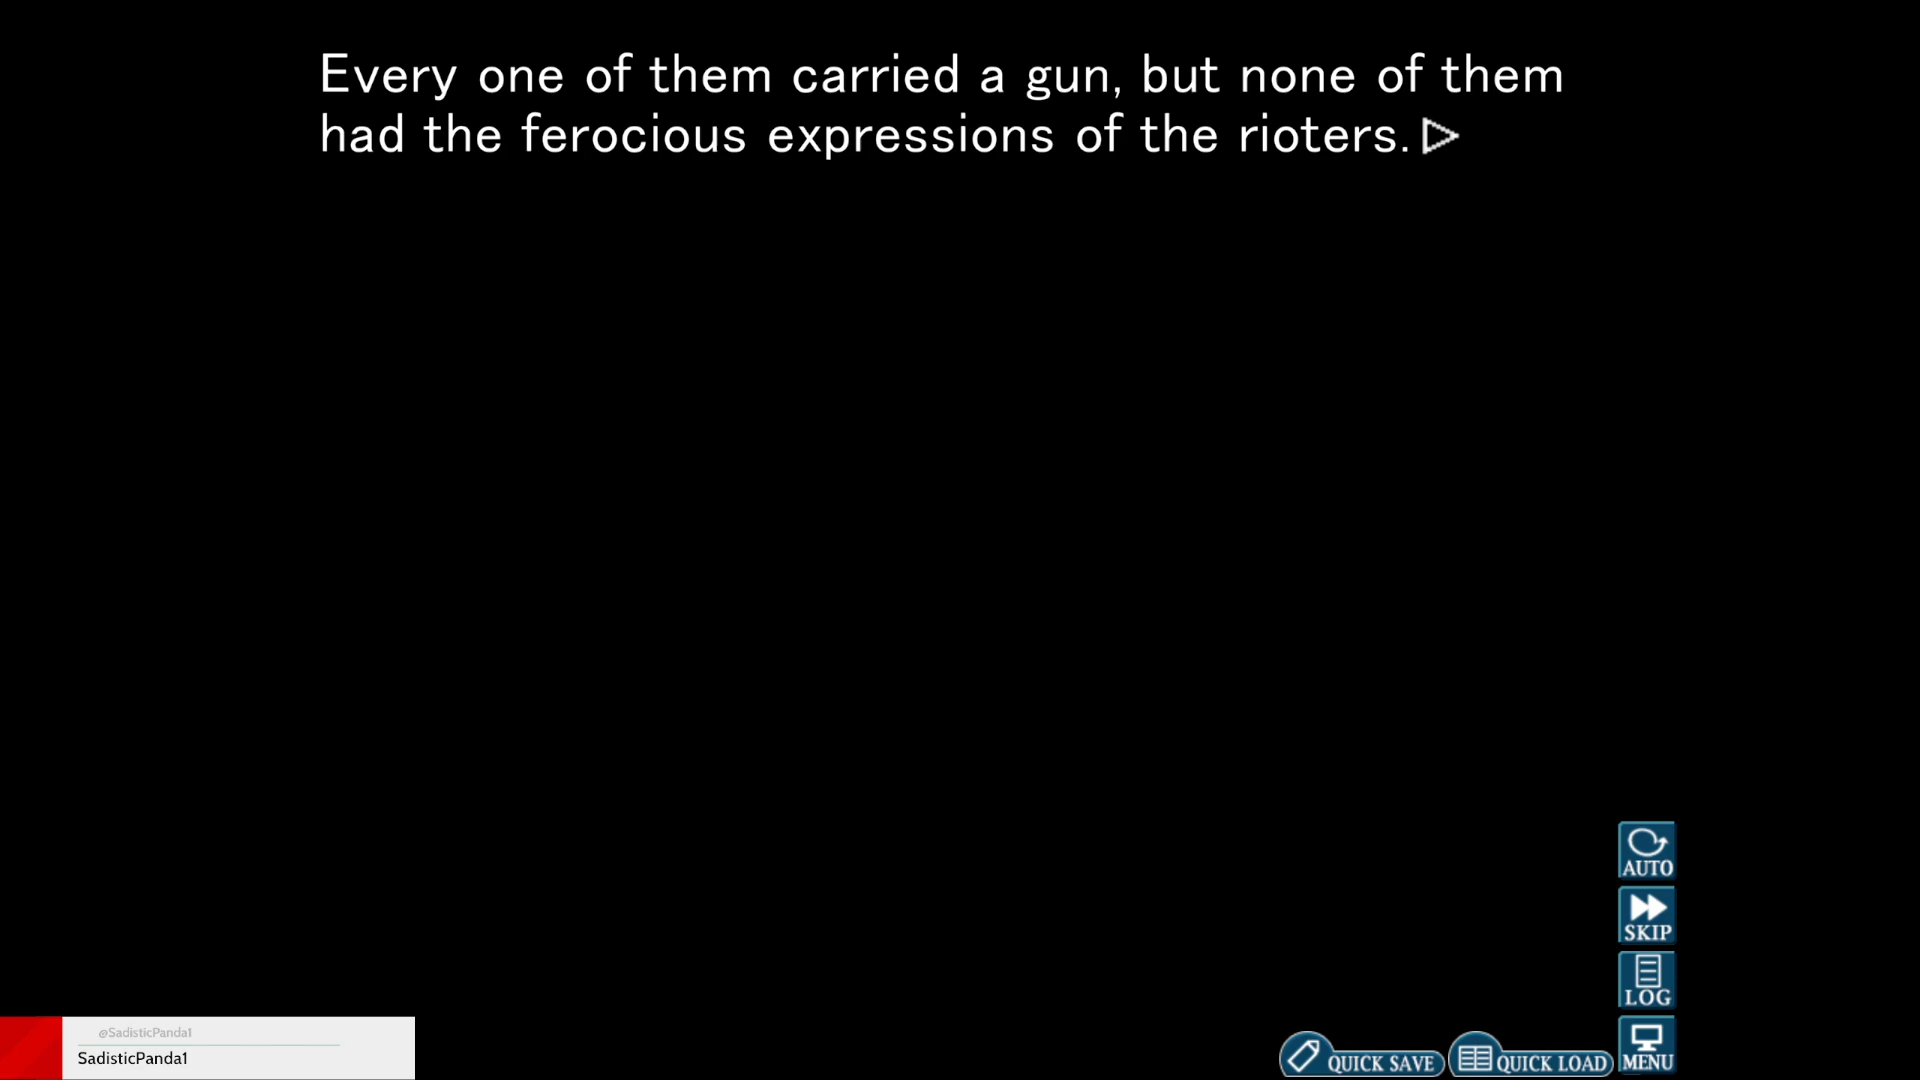 Every one of them carried a gun, but none of them
had the ferocious expressions of the rioters.
AUTO
SKIP
LOG
MENU
QUICK SAVE
QUICK LOAD
@SadisticPanda1
SadisticPanda1